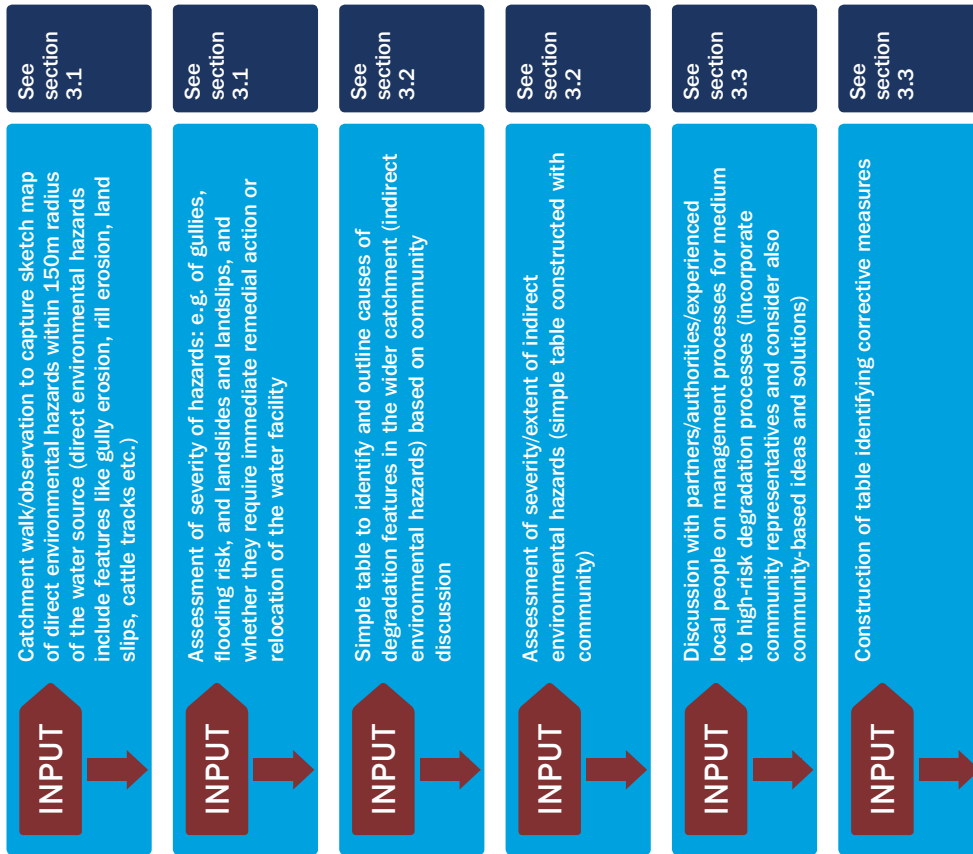 INPUT
Catchment walk/observation to capture sketch map
of direct environmental hazards within 150m radius
of the water source (direct environmental hazards
include features like gully erosion, rill erosion, land
slips, cattle tracks etc.)
See
section
3.1
INPUT
Assessment of severity of hazards: e.g. of gullies,
flooding risk, and landslides and landslips, and
whether they require immediate remedial action or
relocation of the water facility
See
section
3.1
INPUT
Simple table to identify and outline causes of
degradation features in the wider catchment (indirect
environmental hazards) based on community
discussion
See
section
3.2
INPUT
Assessment of severity/extent of indirect
environmental hazards (simple table constructed with
community)
See
section
3.2
INPUT
Discussion with partners/authorities/experienced
local people on management processes for medium
to high-risk degradation processes (incorporate
community representatives and consider also
community-based ideas and solutions)
See
section
3.3
INPUT
Construction of table identifying corrective measures
See
section
3.3